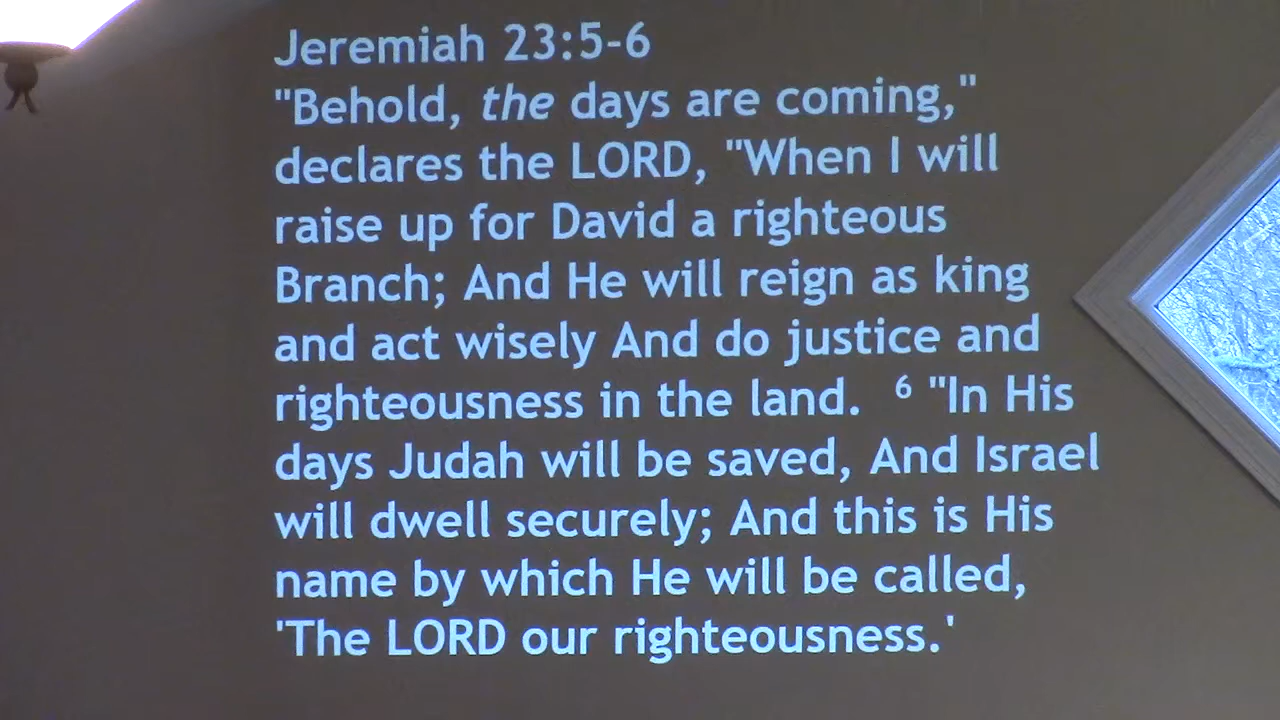 Jeremiah 23:5-6
"Behold, the days are coming,"
declares the LORD, "When I will
raise up for David a righteous
Branch; And He will reign as king
and act wisely And do justice and
righteousness in the land. 6 "In His
days Judah will be saved, And Israel
will dwell securely; And this is His
name by which He will be called,
'The LORD our righteousness.'